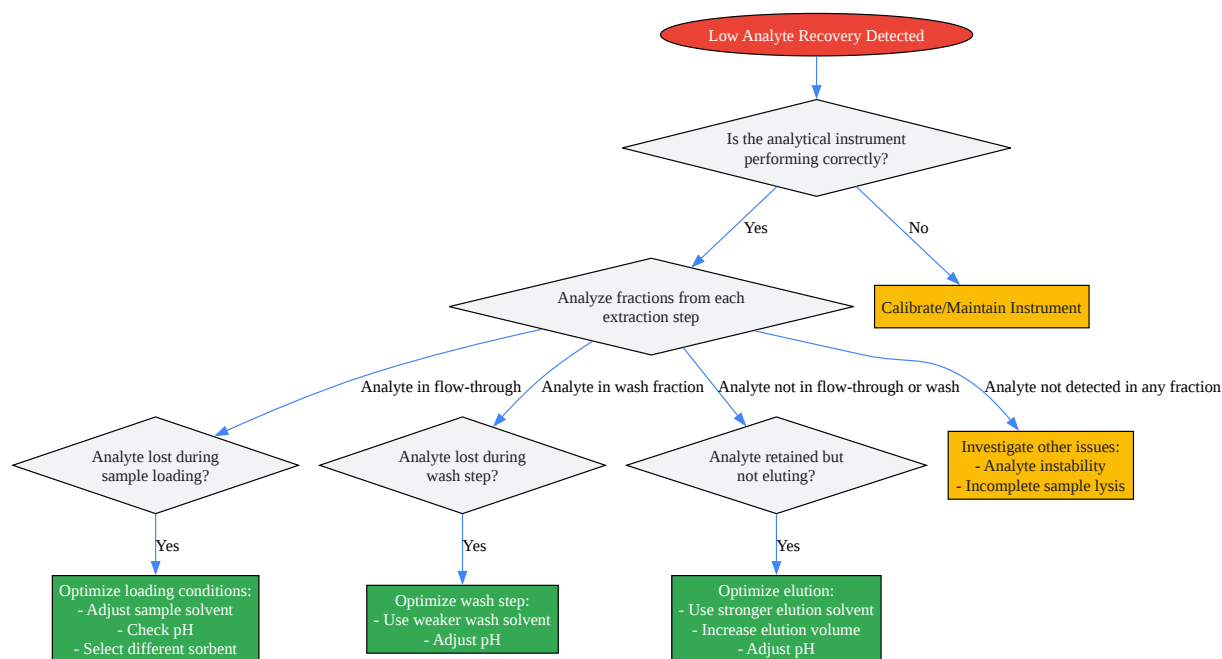 Low Analyte Recovery Detected
Is the analytical instrument
performing correctly?
Yes
No
Analyze fractions from each
extraction step
Calibrate/Maintain Instrument
Analyte in flow-through
Analyte in wash fraction
Analyte not in flow-through or wash
Analyte not detected in any fraction
Analyte lost during
sample loading?
Analyte lost during
wash step?
Analyte retained but
not eluting?
Investigate other issues:
- Analyte instability
- Incomplete sample lysis
Yes
Yes
Yes
Optimize loading conditions:
- Adjust sample solvent
- Check pH
- Select different sorbent
Optimize wash step:
- Use weaker wash solvent
- Adjust pH
Optimize elution:
- Use stronger elution solvent
- Increase elution volume
- Adjust pH